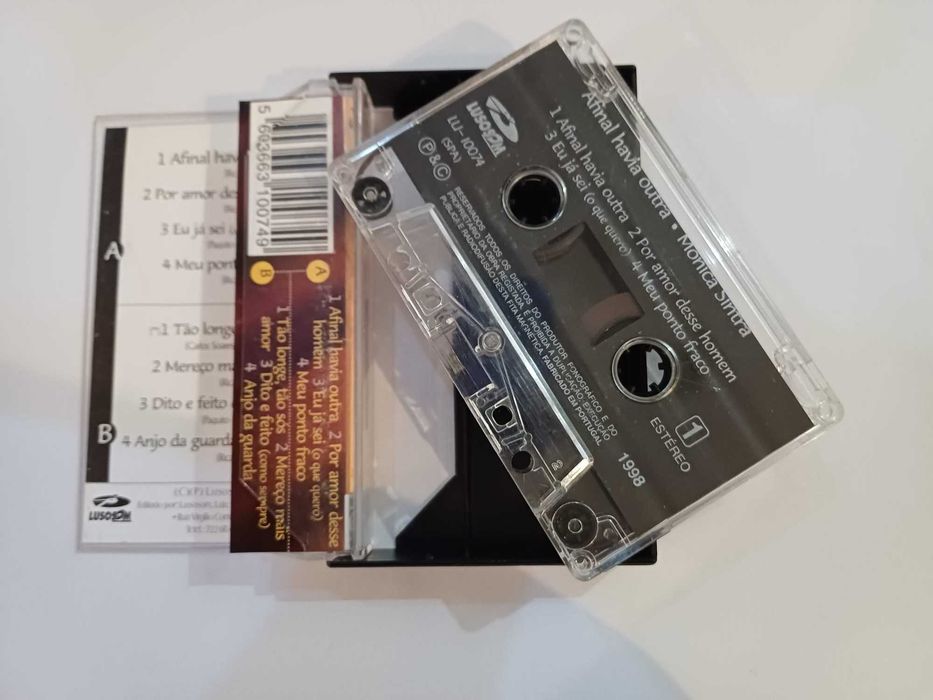 A
1 Afinal hav
2 Por amor des
3 Eu já sei (
4 Meu pont
B
1 Tão longe
2 Mereço ma
3 Dito e feito (
4 Anjo da guarda
LUSOSOM
5 603663 100749
A 1 Afinal havia outra 2 Por amor desse
homem 3 Eu já sei (o que quero)
4 Meu ponto fraco
B 1 Tão longe, tão sós 2 Mereço mais
amor 3 Dito e feito (como sempre)
4 Anjo da guarda
Afinal havia outra • Mónica Sintra
1 Afinal havia outra 2 Por amor desse homem
3 Eu já sei (o que quero) 4 Meu ponto fraco
LUSOSOM
LU-10074
(SPA)
P & C
RESERVADOS TODOS OS DIREITOS DO PRODUTOR FONOGRÁFICO E DO
PROPRIETÁRIO DA OBRA REGISTADA. É PROIBIDA A DUPLICAÇÃO, EXECUÇÃO
PÚBLICA E RADIODIFUSÃO DESTA FITA MAGNÉTICA. FABRICADO EM PORTUGAL
1998
1
ESTÉREO
2